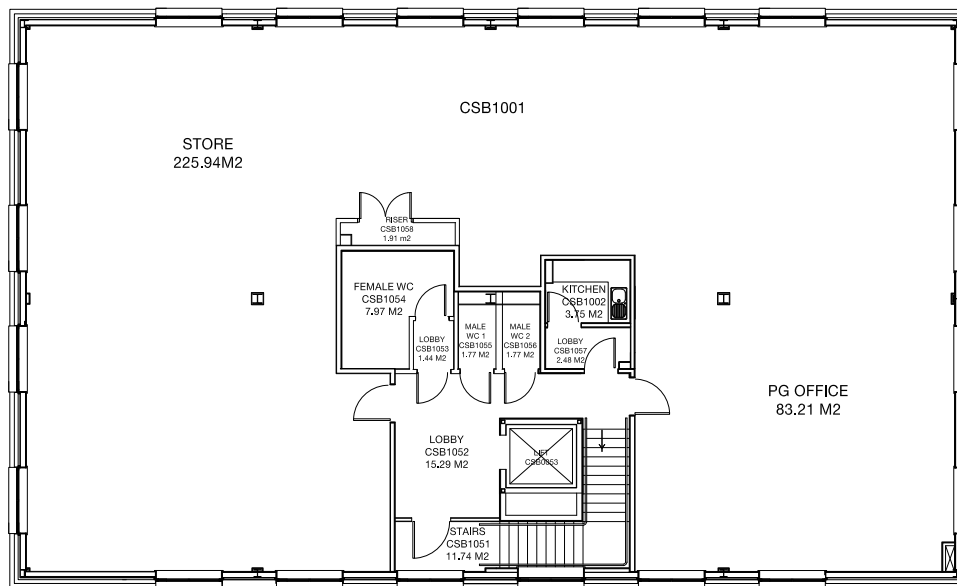 CSB1001
STORE
225.94M2
RISER
CSB1058
1.91 m2
FEMALE WC
CSB1054
7.97 M2
KITCHEN
CSB1002
3.75 M2
LOBBY
CSB1053
1.44 M2
MALE
WC 1
CSB1055
1.77 M2
MALE
WC 2
CSB1056
1.77 M2
LOBBY
CSB1057
2.48 M2
PG OFFICE
83.21 M2
LOBBY
CSB1052
15.29 M2
LIFT
CSB0053
STAIRS
CSB1051
11.74 M2